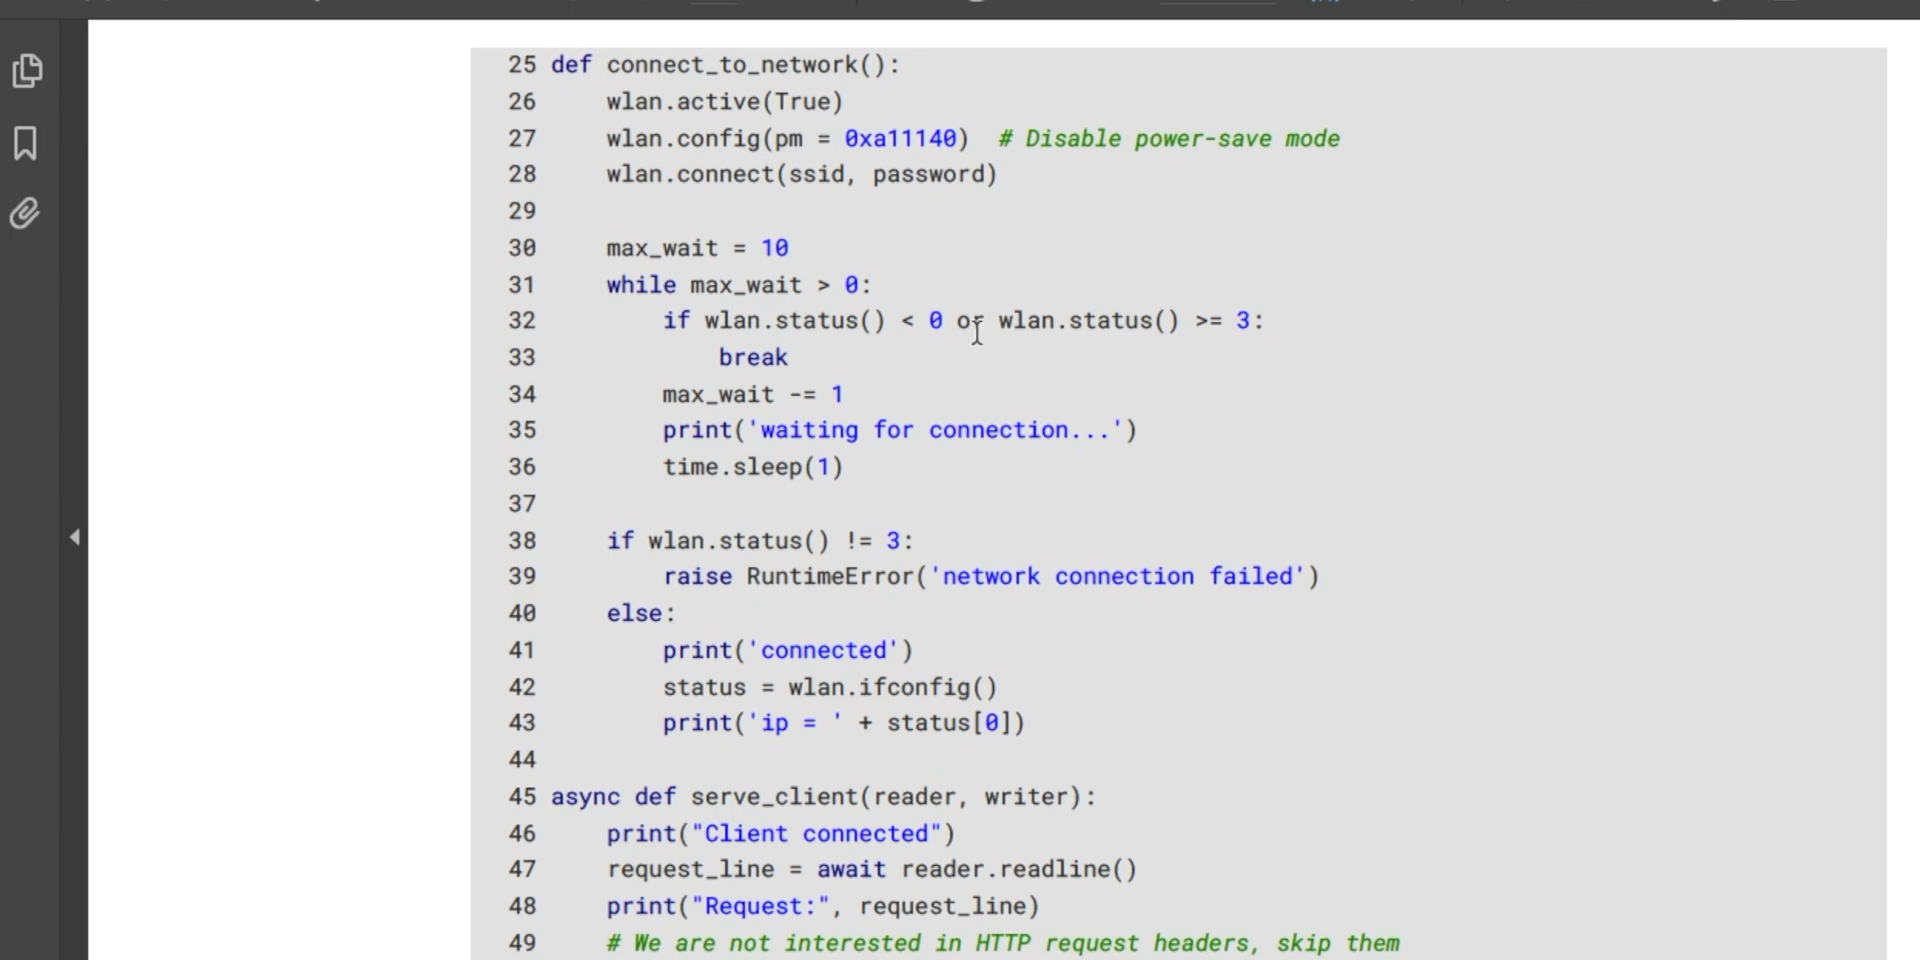 25 def connect_to_network():
26     wlan.active(True)
27     wlan.config(pm = 0xa11140)  # Disable power-save mode
28     wlan.connect(ssid, password)
29
30     max_wait = 10
31     while max_wait > 0:
32         if wlan.status() < 0 or wlan.status() >= 3:
33             break
34         max_wait -= 1
35         print('waiting for connection...')
36         time.sleep(1)
37
38     if wlan.status() != 3:
39         raise RuntimeError('network connection failed')
40     else:
41         print('connected')
42         status = wlan.ifconfig()
43         print('ip = ' + status[0])
44
45 async def serve_client(reader, writer):
46     print("Client connected")
47     request_line = await reader.readline()
48     print("Request:", request_line)
49     # We are not interested in HTTP request headers, skip them